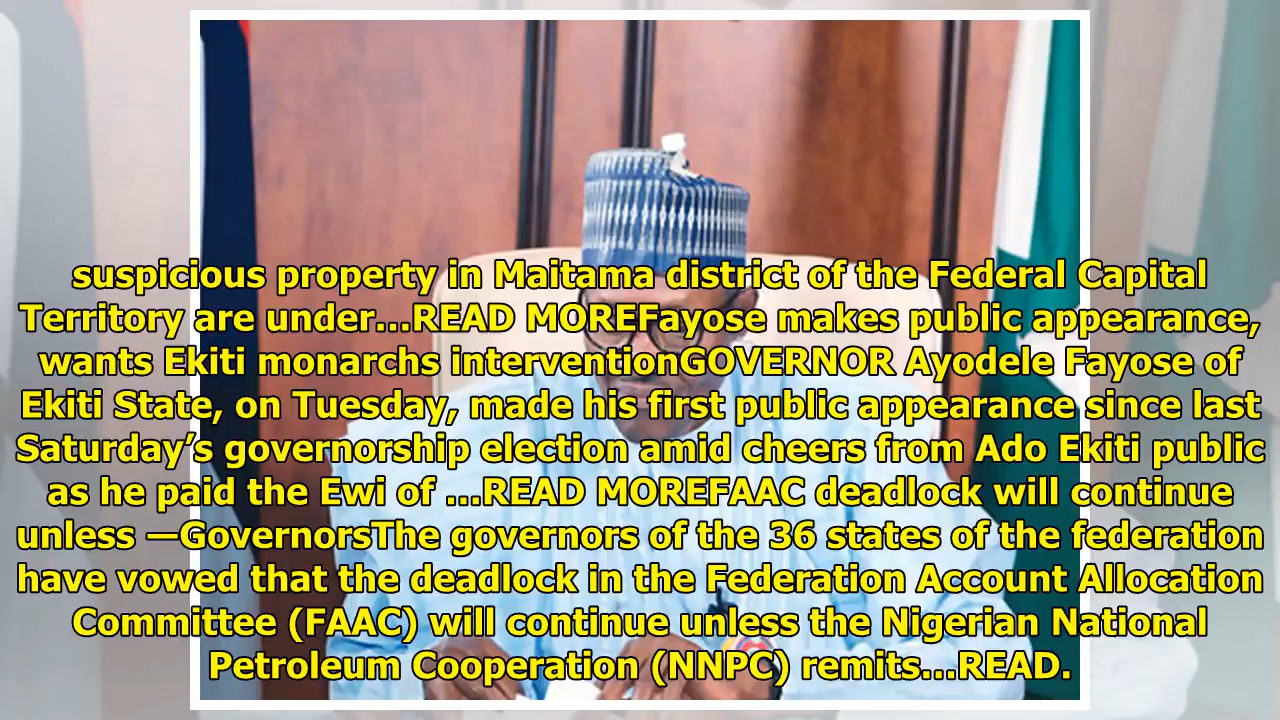 suspicious property in Maitama district of the Federal Capital
Territory are under...READ MOREFayose makes public appearance,
wants Ekiti monarchs interventionGOVERNOR Ayodele Fayose of
Ekiti State, on Tuesday, made his first public appearance since last
Saturday’s governorship election amid cheers from Ado Ekiti public
as he paid the Ewi of ...READ MOREFAAC deadlock will continue
unless —GovernorsThe governors of the 36 states of the federation
have vowed that the deadlock in the Federation Account Allocation
Committee (FAAC) will continue unless the Nigerian National
Petroleum Cooperation (NNPC) remits...READ.